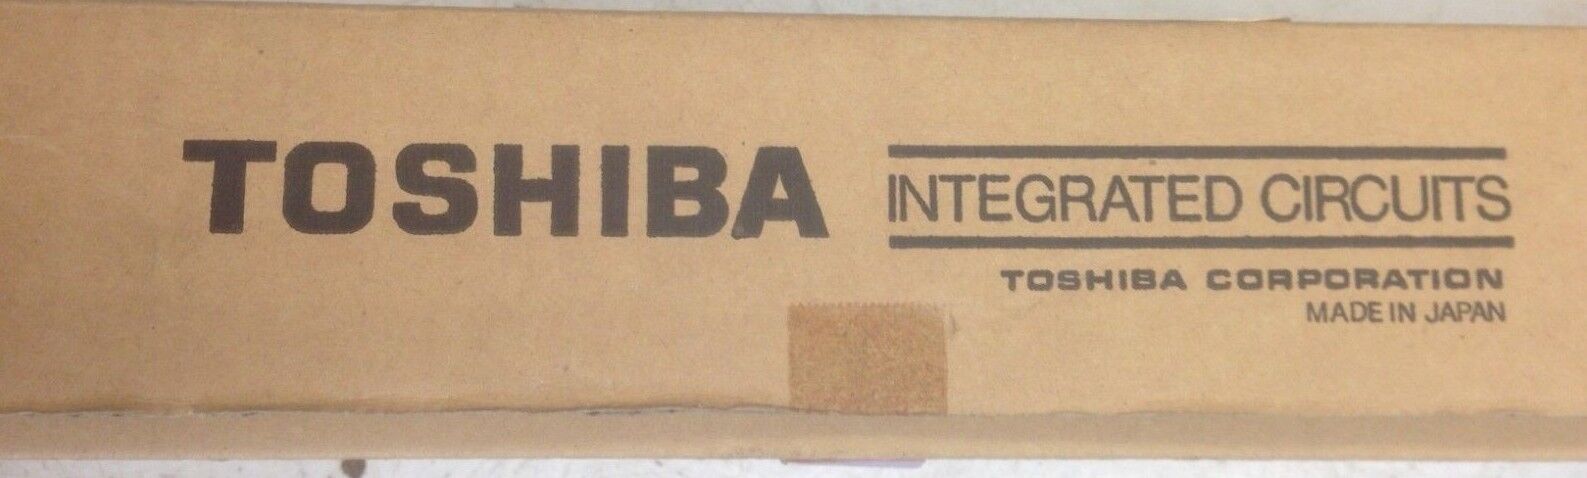 TOSHIBA
INTEGRATED CIRCUITS
TOSHIBA CORPORATION
MADE IN JAPAN